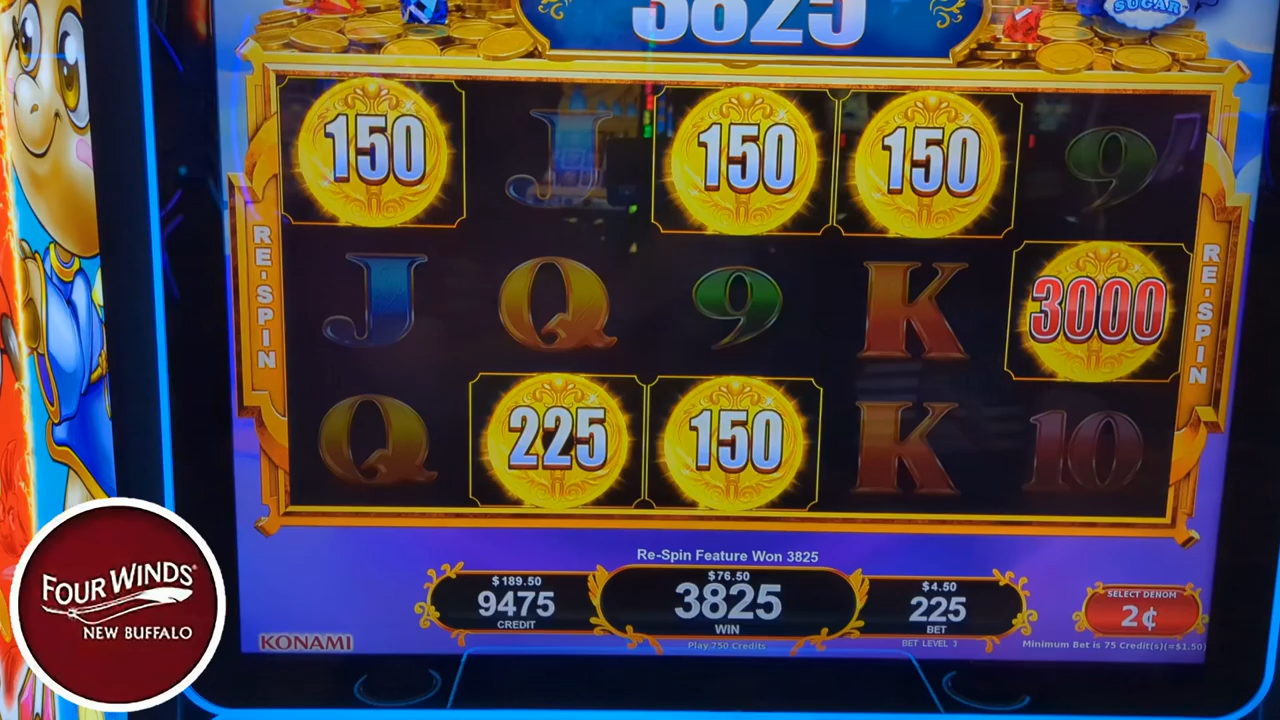 3825
SUGAR
150
J
150
150
9
RE-SPIN
J
Q
9
K
3000
RE-SPIN
Q
225
150
K
10
Re-Spin Feature Won 3825
$189.50
9475
CREDIT
$76.50
3825
WIN
Play 750 Credits
$4.50
225
BET
BET LEVEL 3
SELECT DENOM
2¢
Minimum Bet is 75 Credit(s)(=$1.50)
KONAMI
FOUR WINDS®
NEW BUFFALO